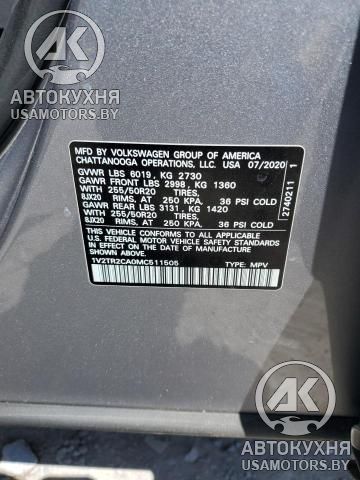 АК
АВТОКУХНЯ
USAMOTORS.BY
MFD BY VOLKSWAGEN GROUP OF AMERICA
CHATTANOOGA OPERATIONS, LLC. USA 07/2020
GVWR LBS 6019, KG 2730
GAWR FRONT LBS 2998, KG 1360
WITH 255/50R20 TIRES,
8JX20 RIMS, AT 250 KPA, 36 PSI COLD
GAWR REAR LBS 3131, KG 1420
WITH 255/50R20 TIRES,
8JX20 RIMS, AT 250 KPA, 36 PSI COLD
THIS VEHICLE CONFORMS TO ALL APPLICABLE
U.S. FEDERAL MOTOR VEHICLE SAFETY STANDARDS
IN EFFECT ON THE DATE OF MANUFACTURE
SHOWN ABOVE.
1V2TR2CA0MC511505 TYPE: MPV
2740211 1
АК
АВТОКУХНЯ
USAMOTORS.BY